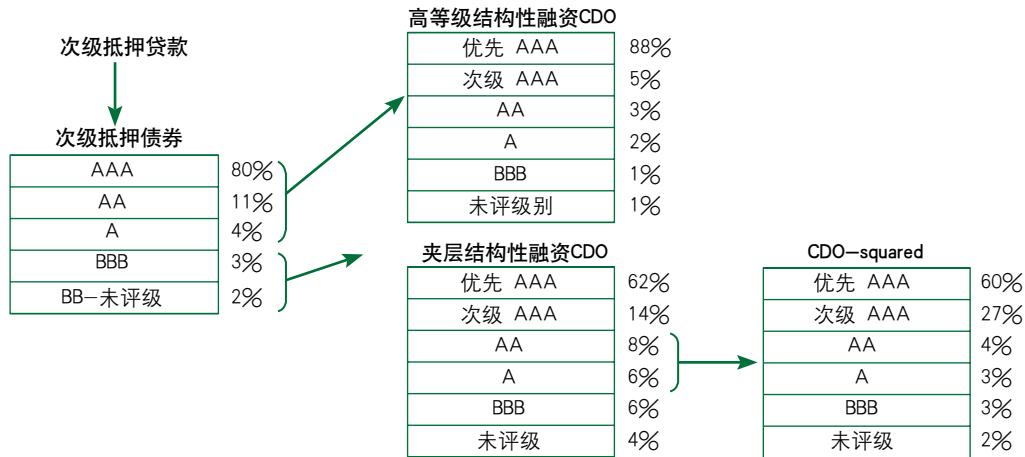 次级抵押贷款
次级抵押债券
AAA 80%
AA 11%
A 4%
BBB 3%
BB-未评级 2%
高等级结构性融资CDO
优先 AAA 88%
次级 AAA 5%
AA 3%
A 2%
BBB 1%
未评级别 1%
夹层结构性融资CDO
优先 AAA 62%
次级 AAA 14%
AA 8%
A 6%
BBB 6%
未评级 4%
CDO-squared
优先 AAA 60%
次级 AAA 27%
AA 4%
A 3%
BBB 3%
未评级 2%